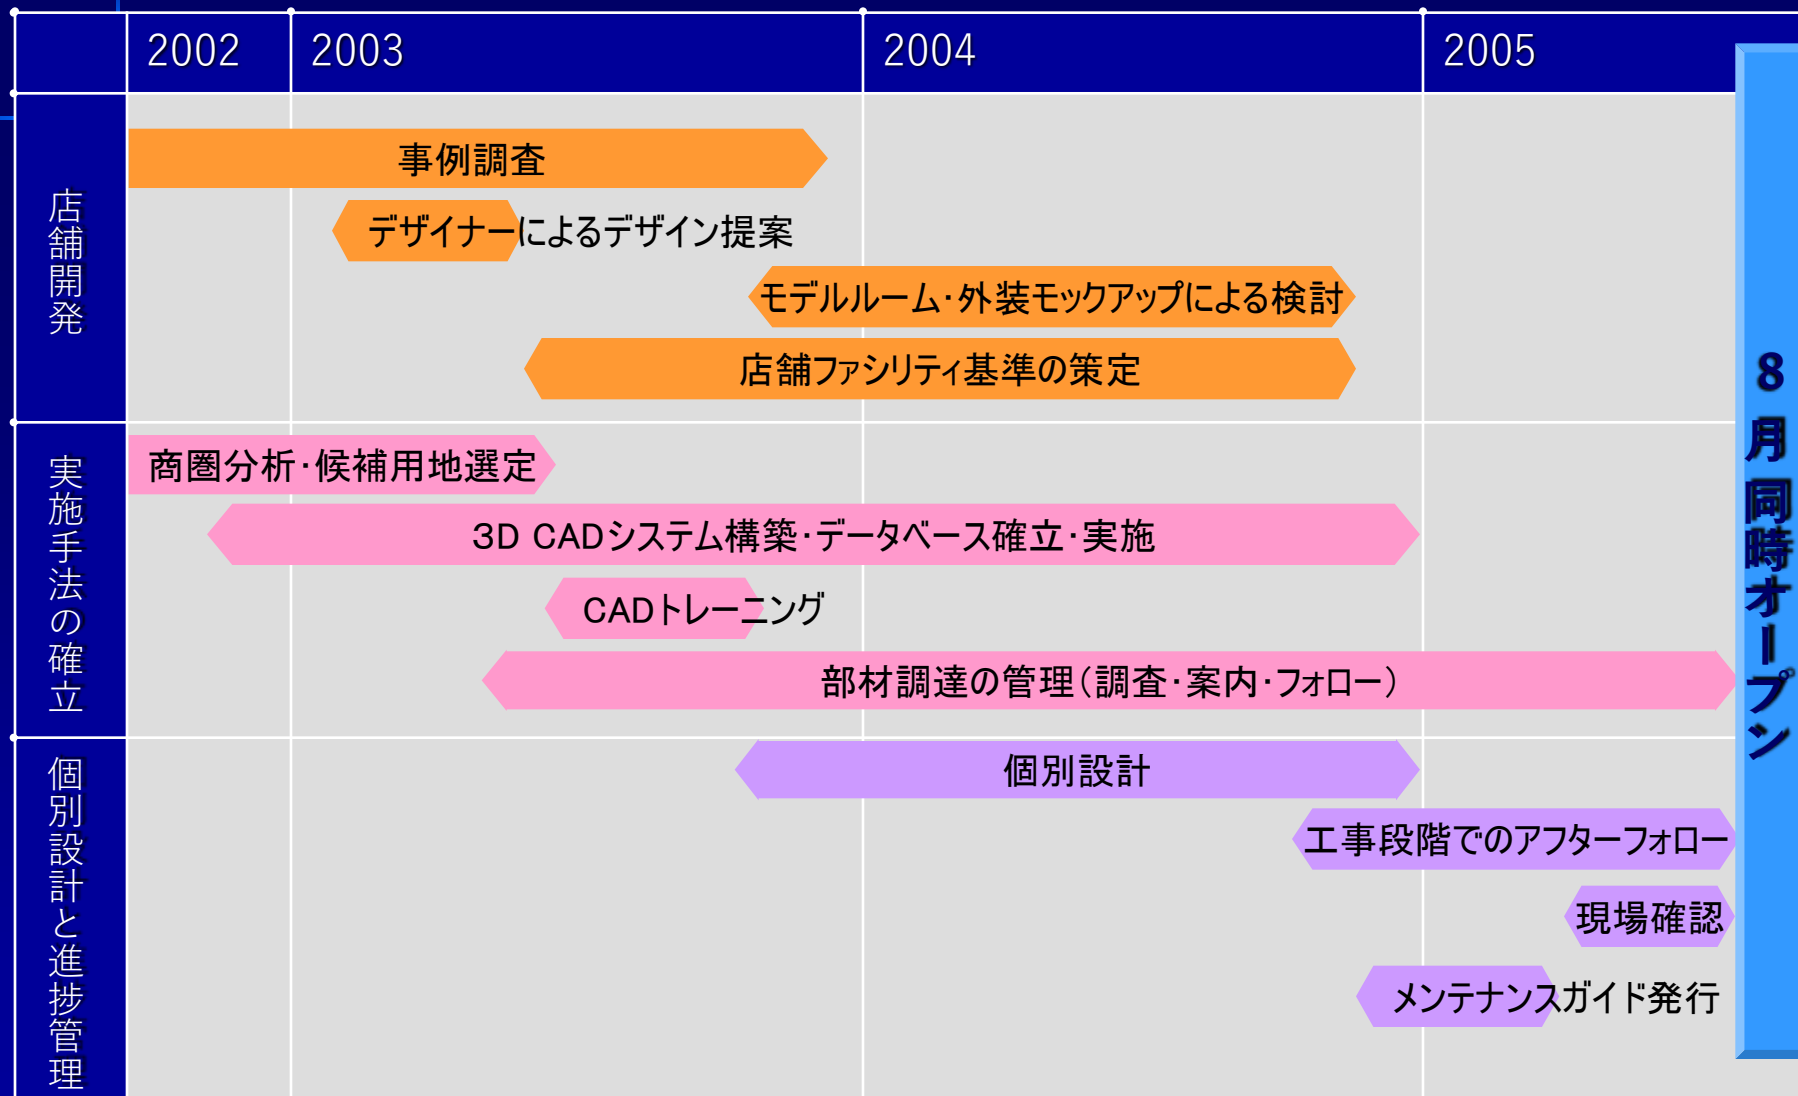 2002
2003
2004
2005
店舗開発
事例調査
デザイナーによるデザイン提案
モデルルーム・外装モックアップによる検討
店舗ファシリティ基準の策定
実施手法の確立
商圏分析・候補用地選定
3D CADシステム構築・データベース確立・実施
CADトレーニング
部材調達の管理（調査・案内・フォロー）
個別設計と進捗管理
個別設計
工事段階でのアフターフォロー
現場確認
メンテナンスガイド発行
8月同時オープン